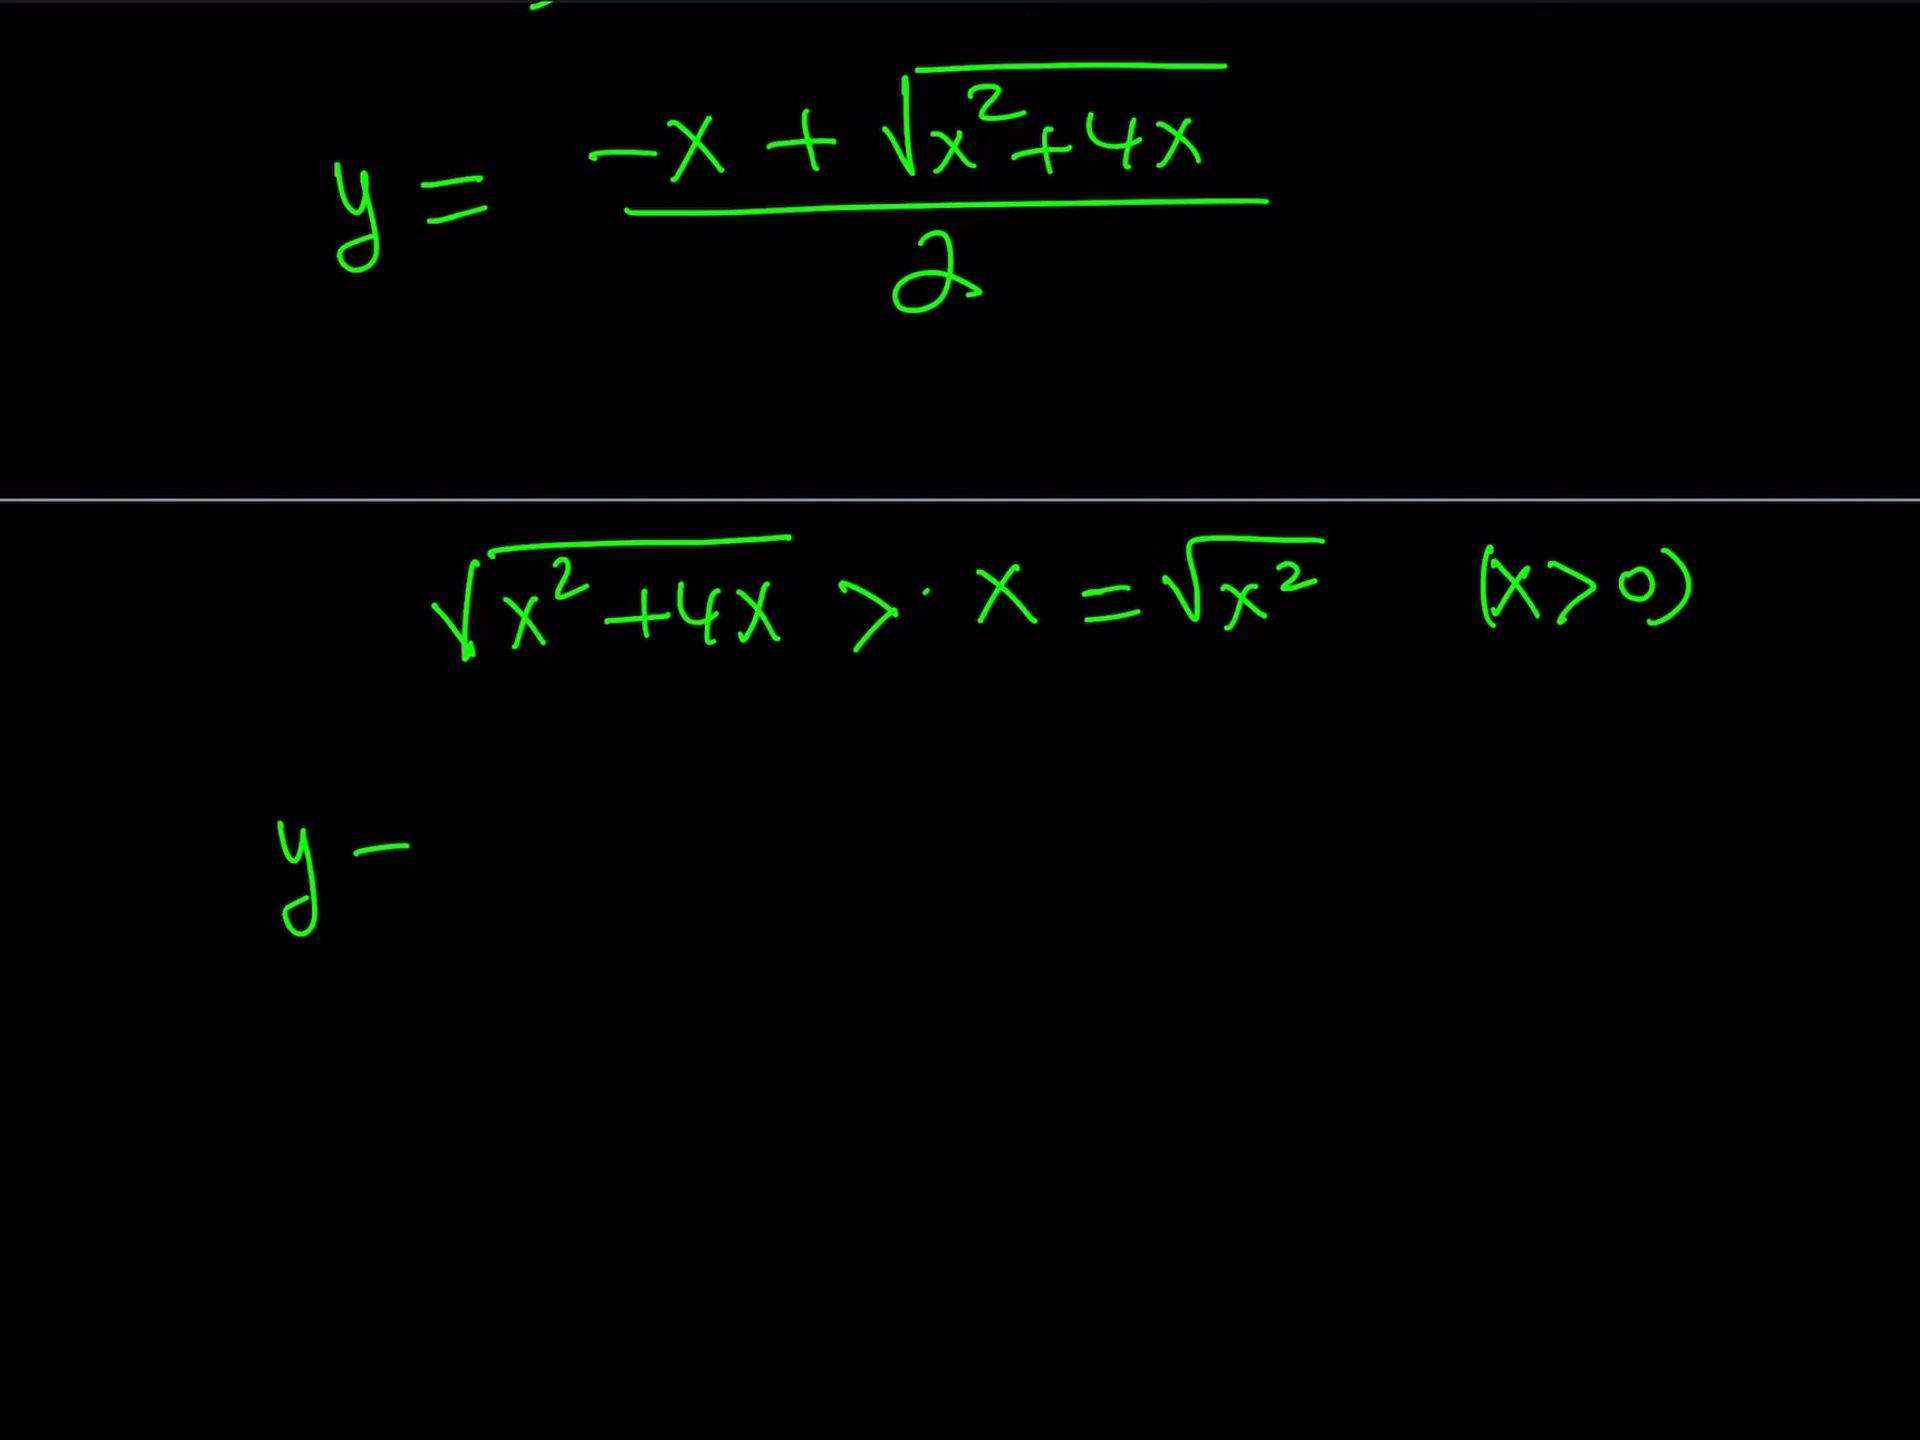 y = (-x + √(x² + 4x)) / 2
√(x² + 4x) > x = √(x²) (x > 0)
y -